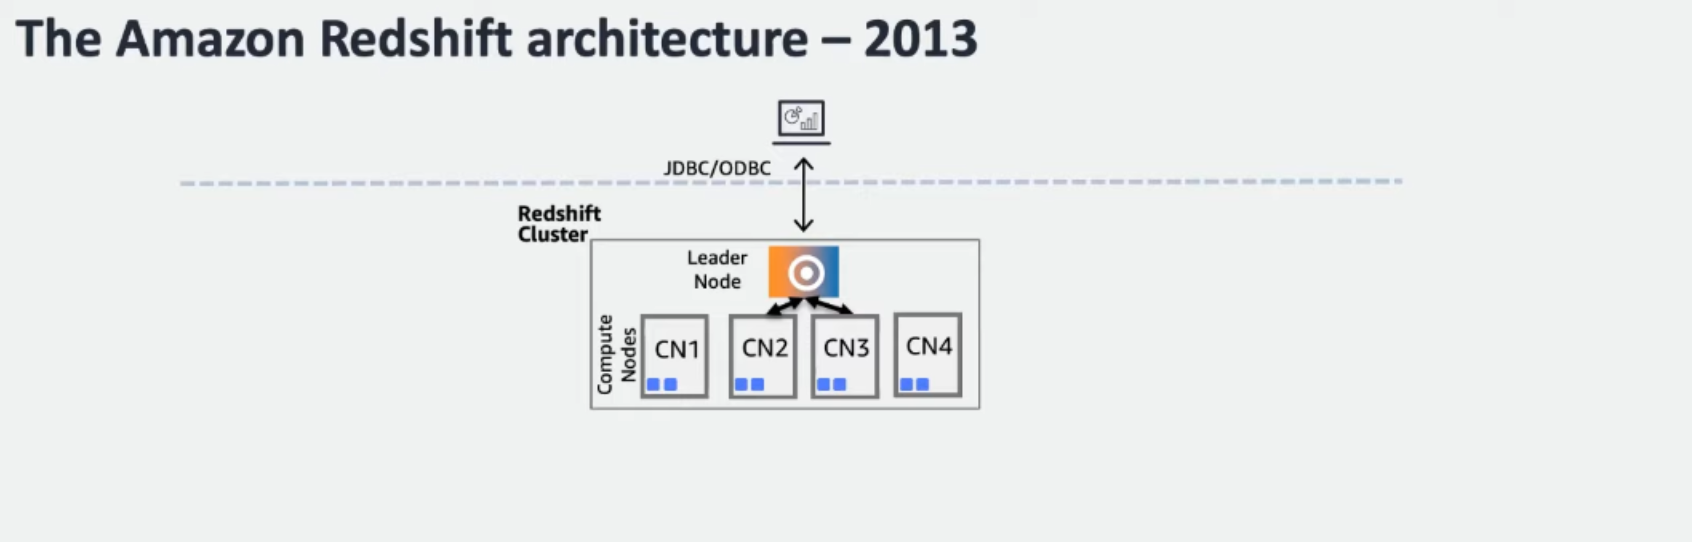 The Amazon Redshift architecture – 2013
JDBC/ODBC
Redshift
Cluster
Leader
Node
Compute
Nodes
CN1
CN2
CN3
CN4